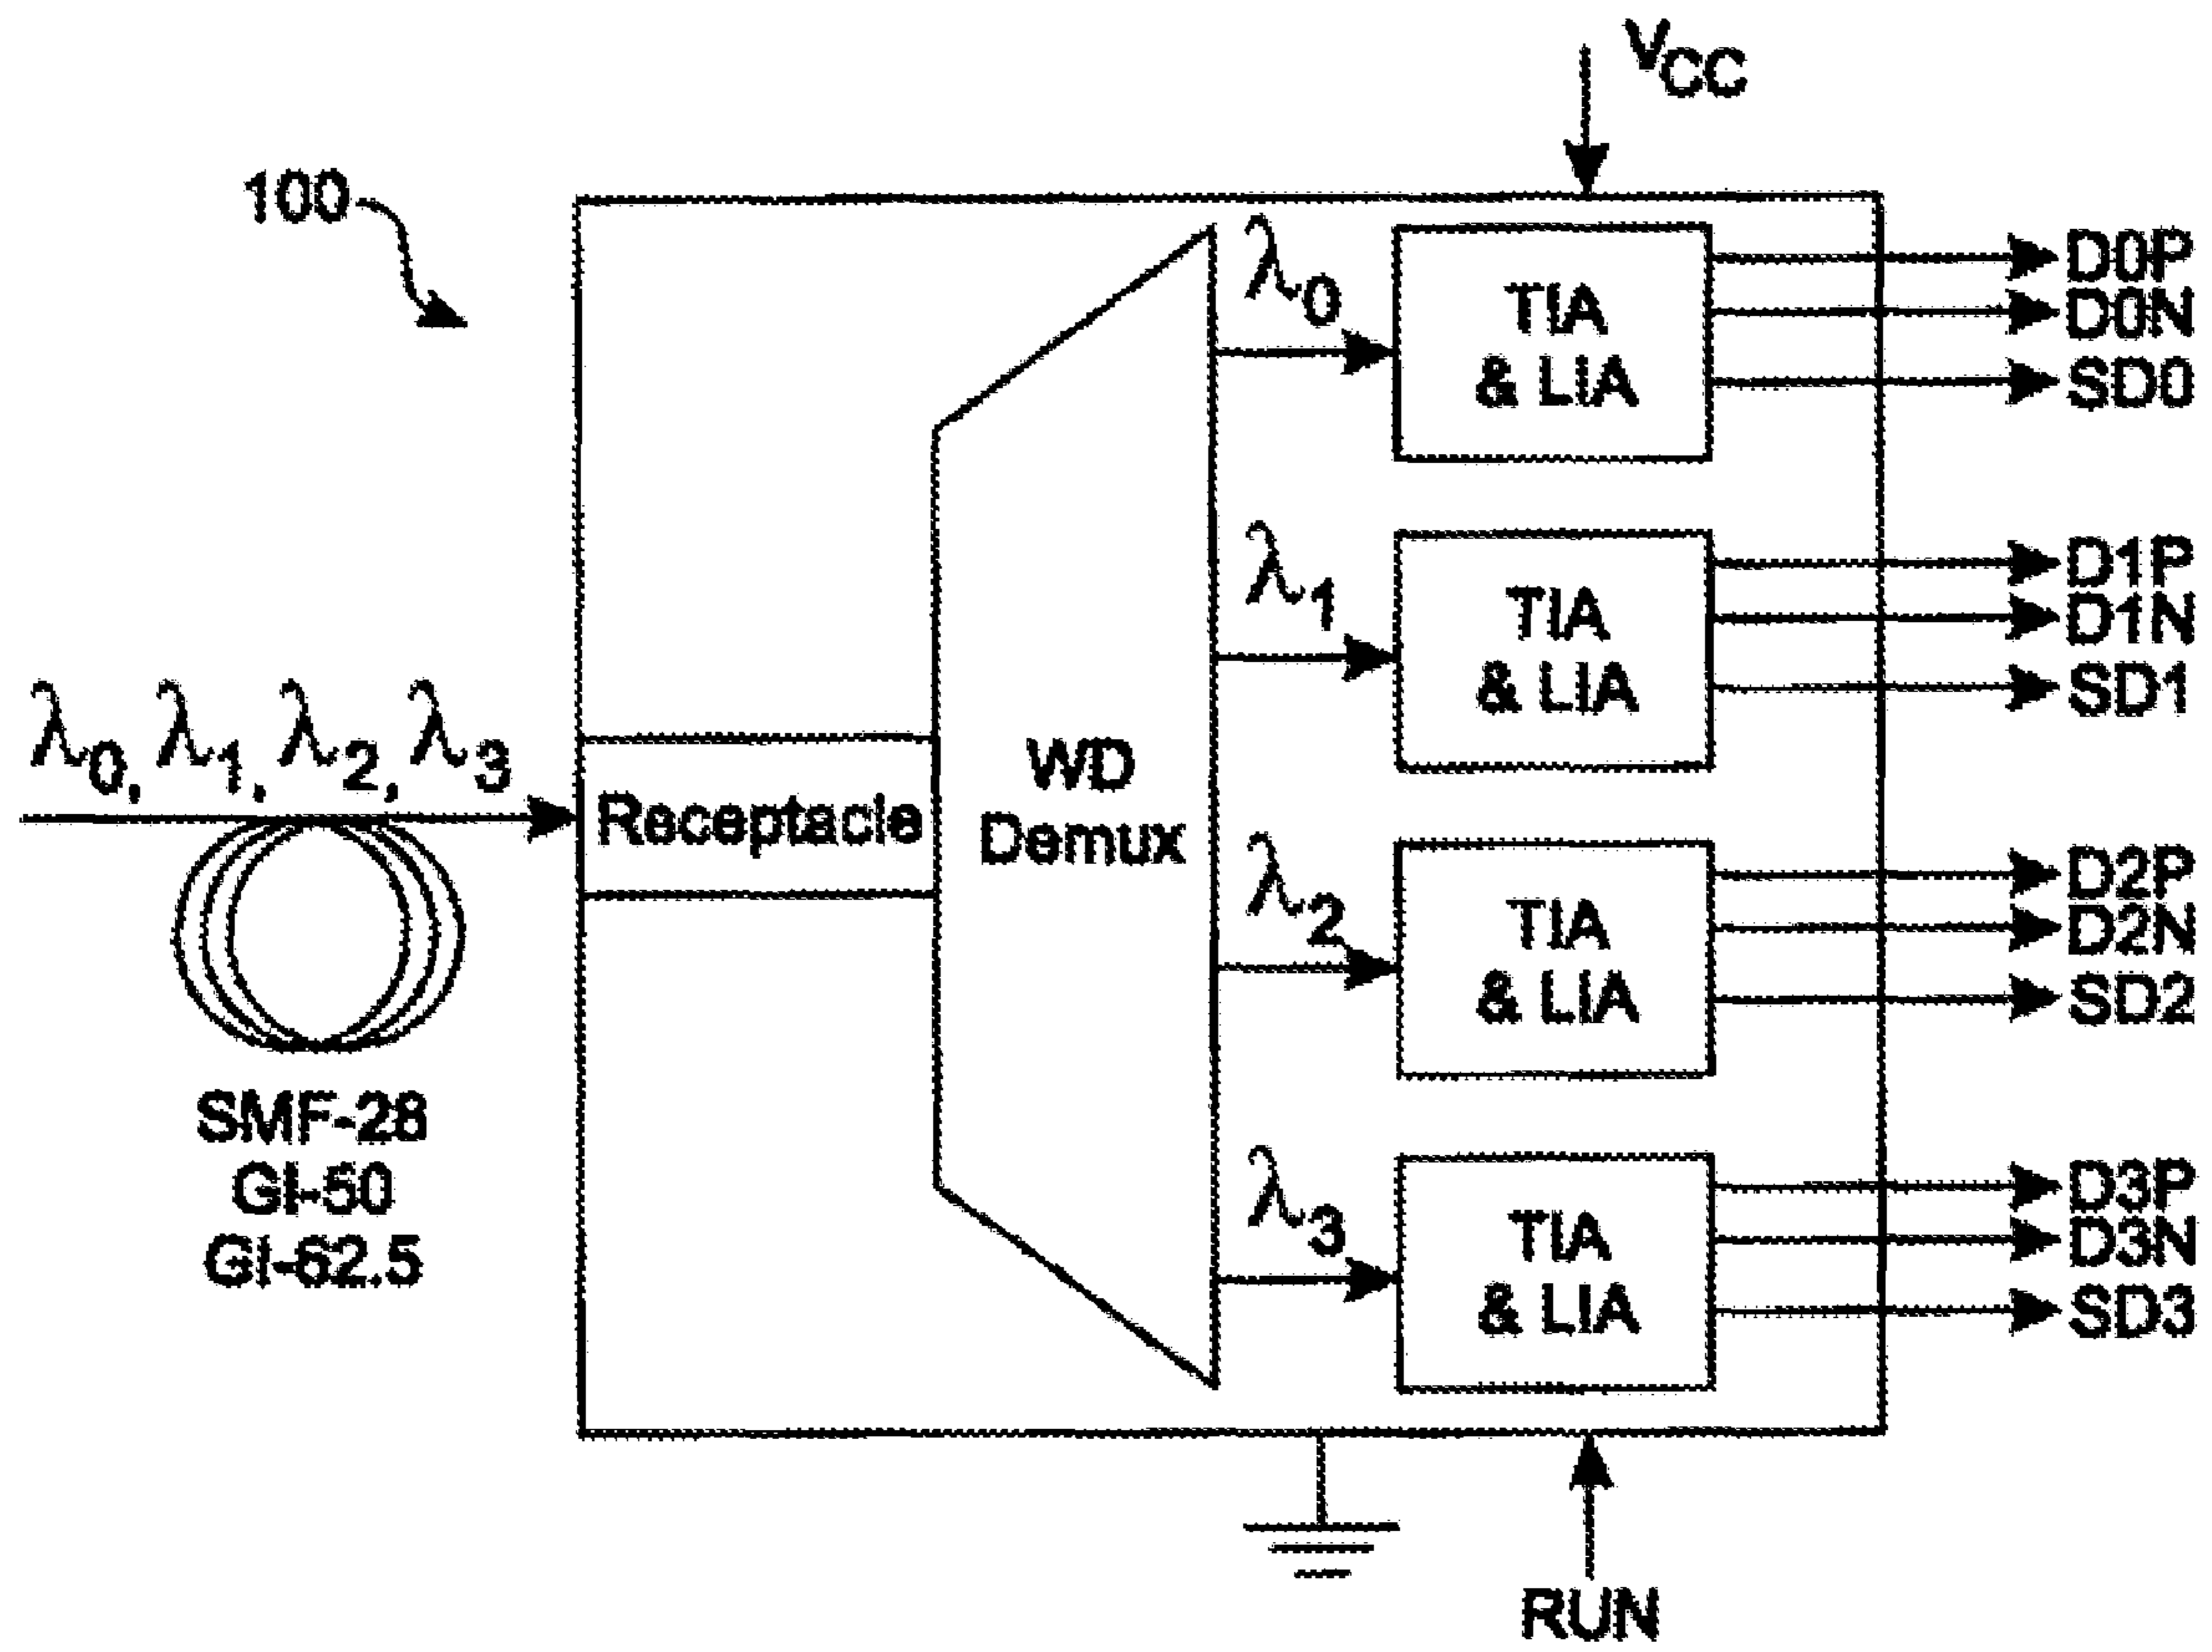 V_CC
100
λ_0
TIA
& LIA
D0P
D0N
SD0
λ_1
TIA
& LIA
D1P
D1N
SD1
λ_0, λ_1, λ_2, λ_3
Receptacle
WD
Demux
λ_2
TIA
& LIA
D2P
D2N
SD2
SMF-28
GI-50
GI-62.5
λ_3
TIA
& LIA
D3P
D3N
SD3
RUN